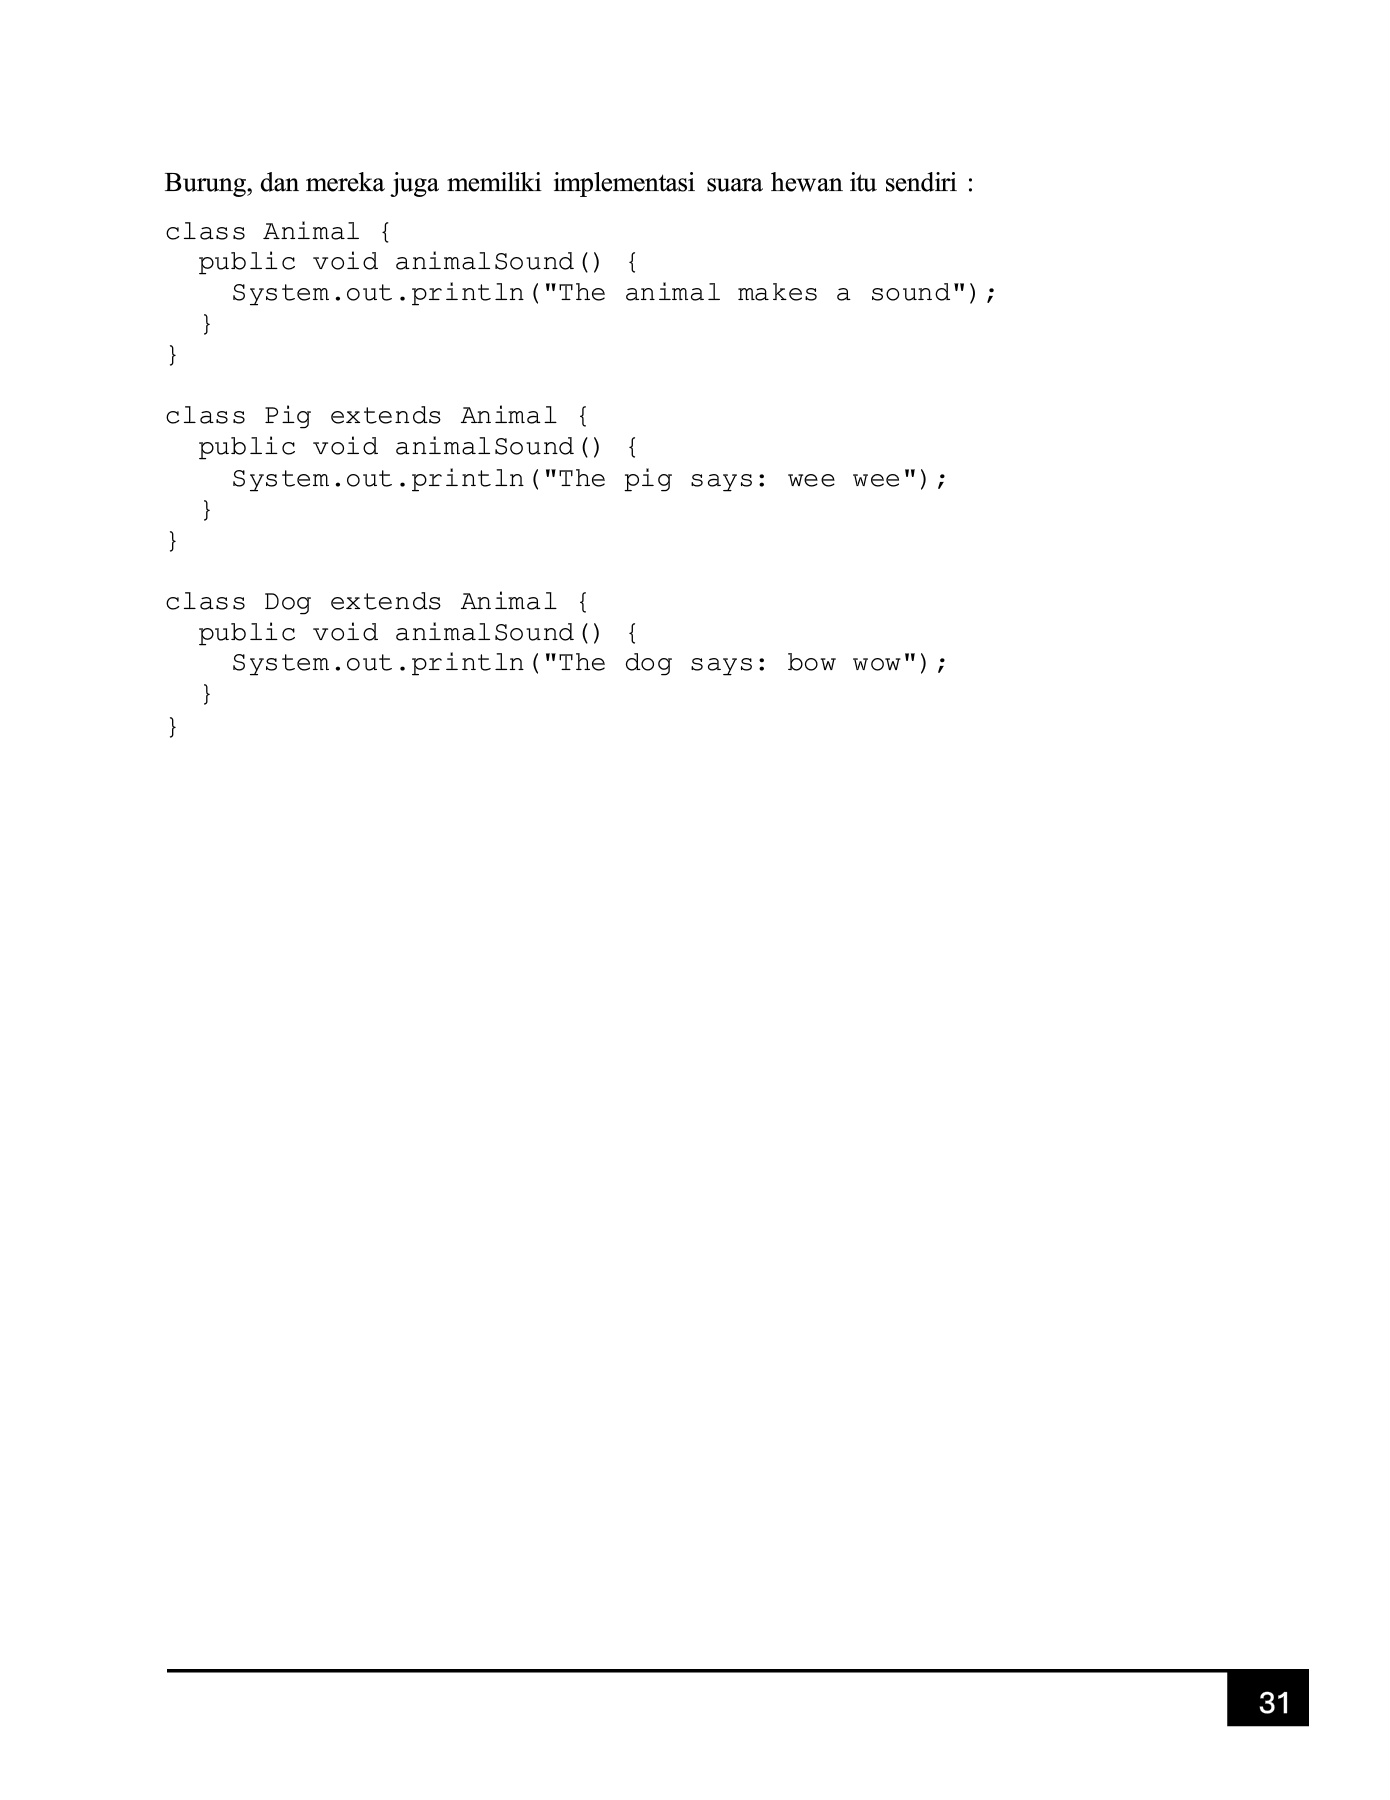 Burung, dan mereka juga memiliki implementasi suara hewan itu sendiri :
class Animal {
  public void animalSound() {
    System.out.println("The animal makes a sound");
  }
}

class Pig extends Animal {
  public void animalSound() {
    System.out.println("The pig says: wee wee");
  }
}

class Dog extends Animal {
  public void animalSound() {
    System.out.println("The dog says: bow wow");
  }
}
31